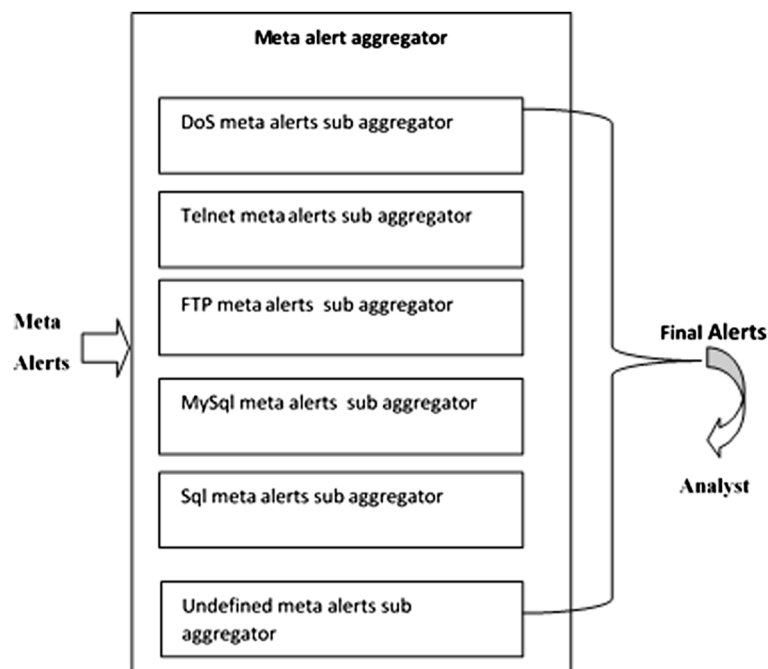 Meta alert aggregator
DoS meta alerts sub aggregator
Telnet meta alerts sub aggregator
FTP meta alerts sub aggregator
MySql meta alerts sub aggregator
Sql meta alerts sub aggregator
Undefined meta alerts sub
aggregator
Meta
Alerts
Final Alerts
Analyst